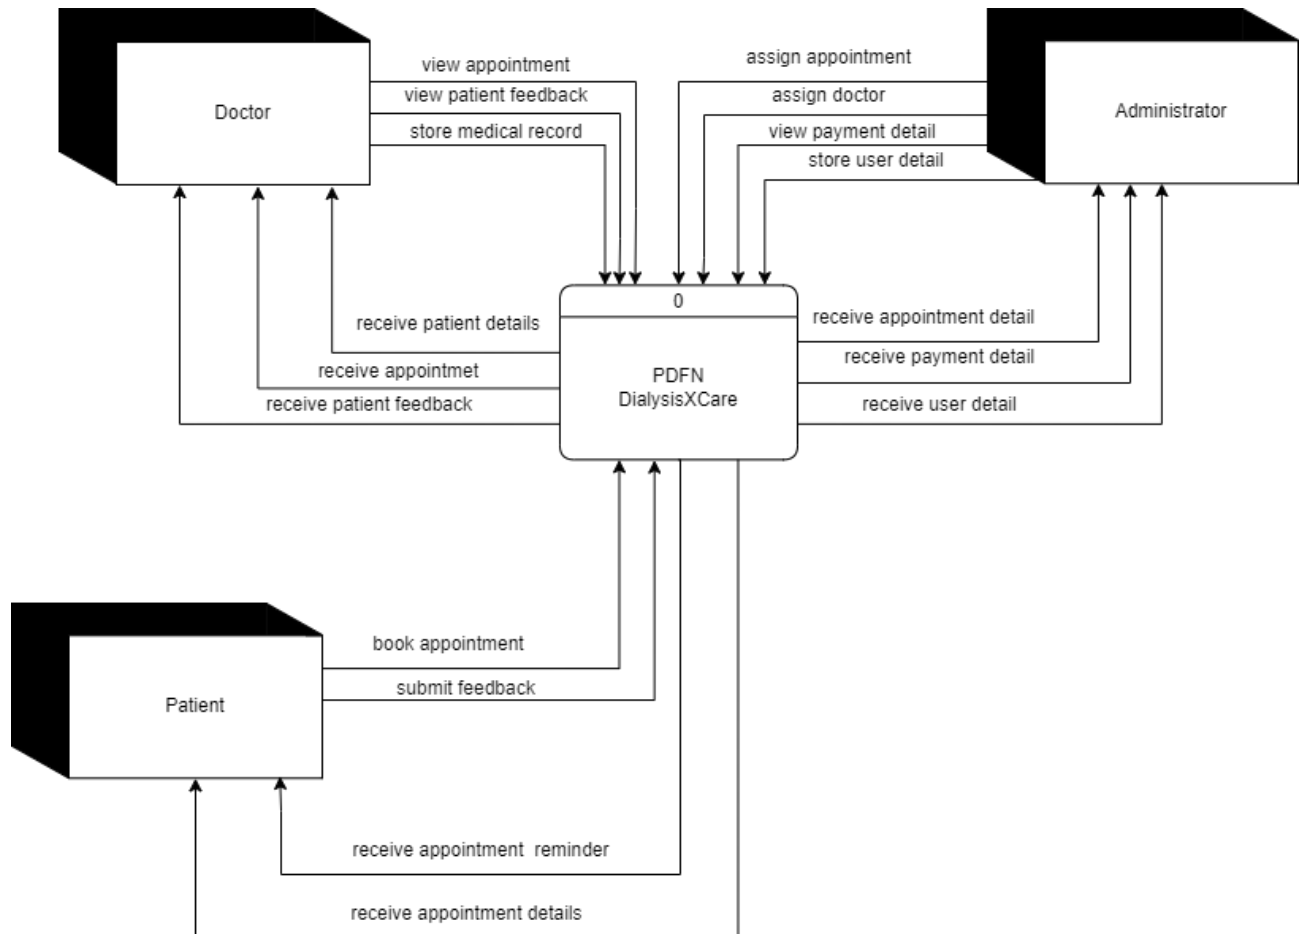 Doctor
view appointment
view patient feedback
store medical record
assign appointment
assign doctor
view payment detail
store user detail
Administrator
0
PDFN
DialysisXCare
receive patient details
receive appointmet
receive patient feedback
receive appointment detail
receive payment detail
receive user detail
Patient
book appointment
submit feedback
receive appointment  reminder
receive appointment details